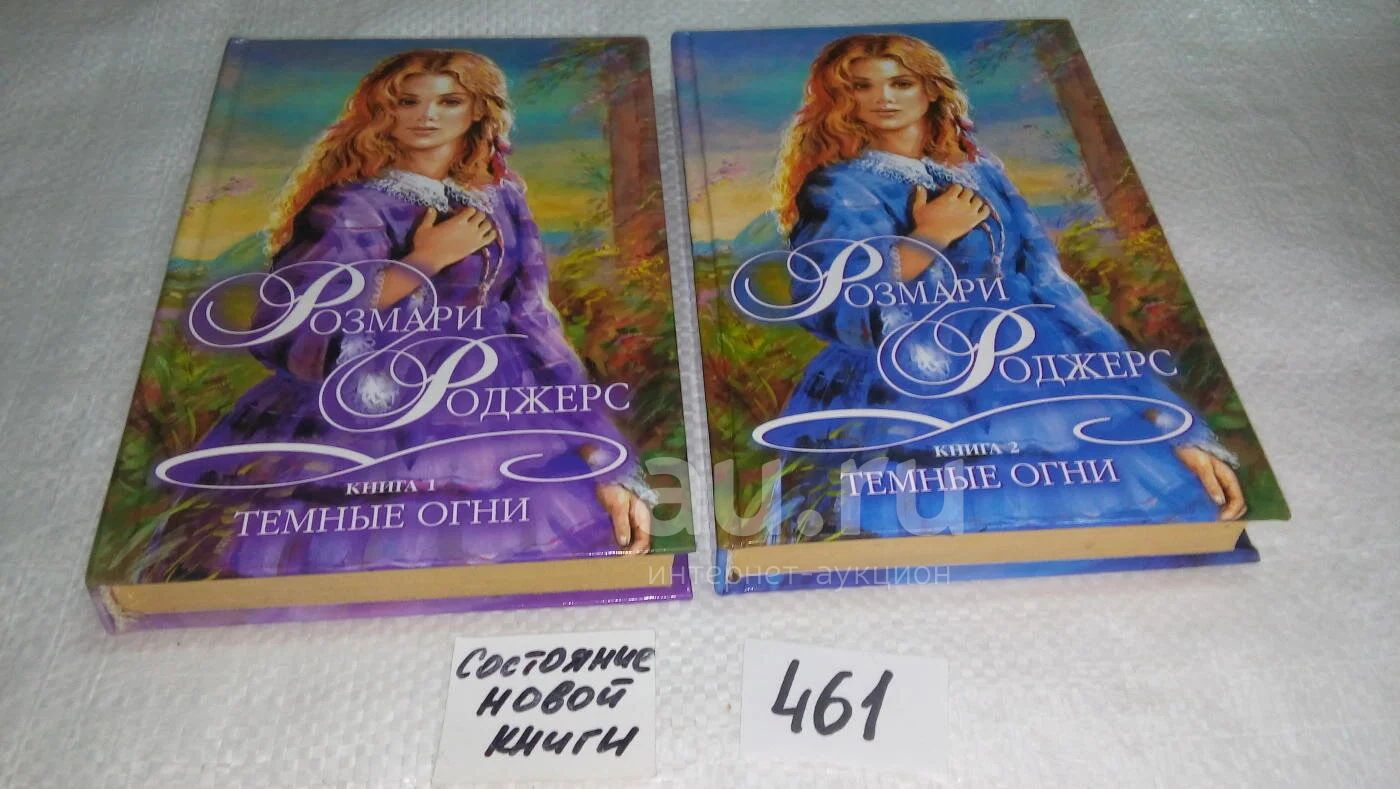 РОЗМАРИ
РОДЖЕРС
КНИГА 1
ТЕМНЫЕ ОГНИ
РОЗМАРИ
РОДЖЕРС
КНИГА 2
ТЕМНЫЕ ОГНИ
au.ru
интернет-аукцион
Состояние
новой
книги
461